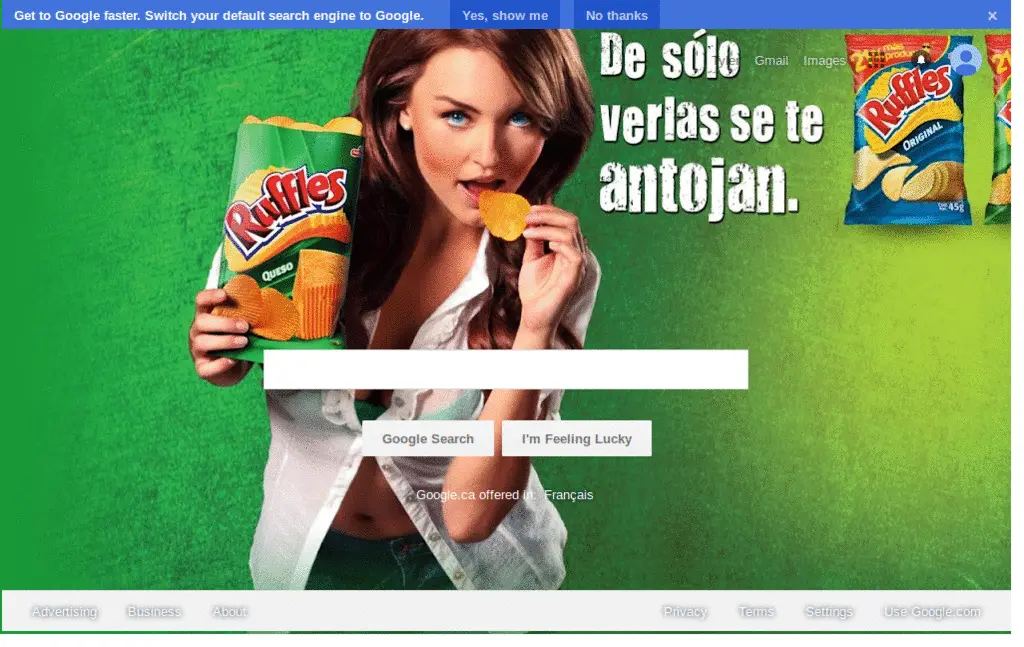 Get to Google faster. Switch your default search engine to Google.
Yes, show me
No thanks
×
De sólo
verlas se te
antojan.
Gmail
Images
más
producto
Ruffles
ORIGINAL
45g
Ruffles
QUESO
Google Search
I'm Feeling Lucky
Google.ca offered in: Français
Advertising
Business
About
Privacy
Terms
Settings
Use Google.com